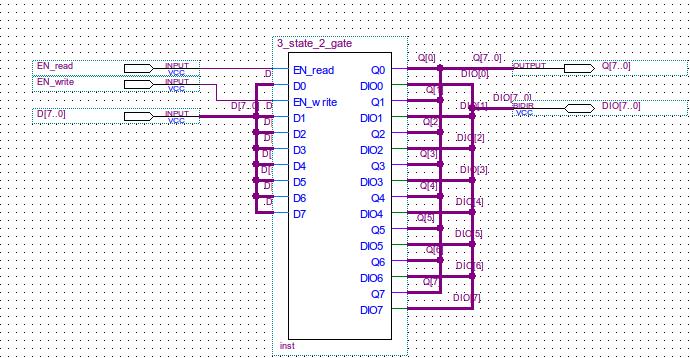 3_state_2_gate
EN_read
INPUT
VCC
EN_write
INPUT
VCC
D[7..0]
INPUT
VCC
D[7..0]
D
D
D[
D[
D[
D[
D[
D
EN_read
D0
EN_write
D1
D2
D3
D4
D5
D6
D7
Q0
DIO0
Q1
DIO1
Q2
DIO2
Q3
DIO3
Q4
DIO4
Q5
DIO5
Q6
DIO6
Q7
DIO7
Q[0]
Q[7..0]
OUTPUT
Q[7..0]
DIO[0]
DIO[7..0]
BIDIR
VCC
DIO[7..0]
Q[2]
DIO[2]
Q[3]
DIO[3]
Q[4]
DIO[4]
Q[5]
DIO[5]
Q[6]
DIO[6]
Q[7]
DIO[7]
inst